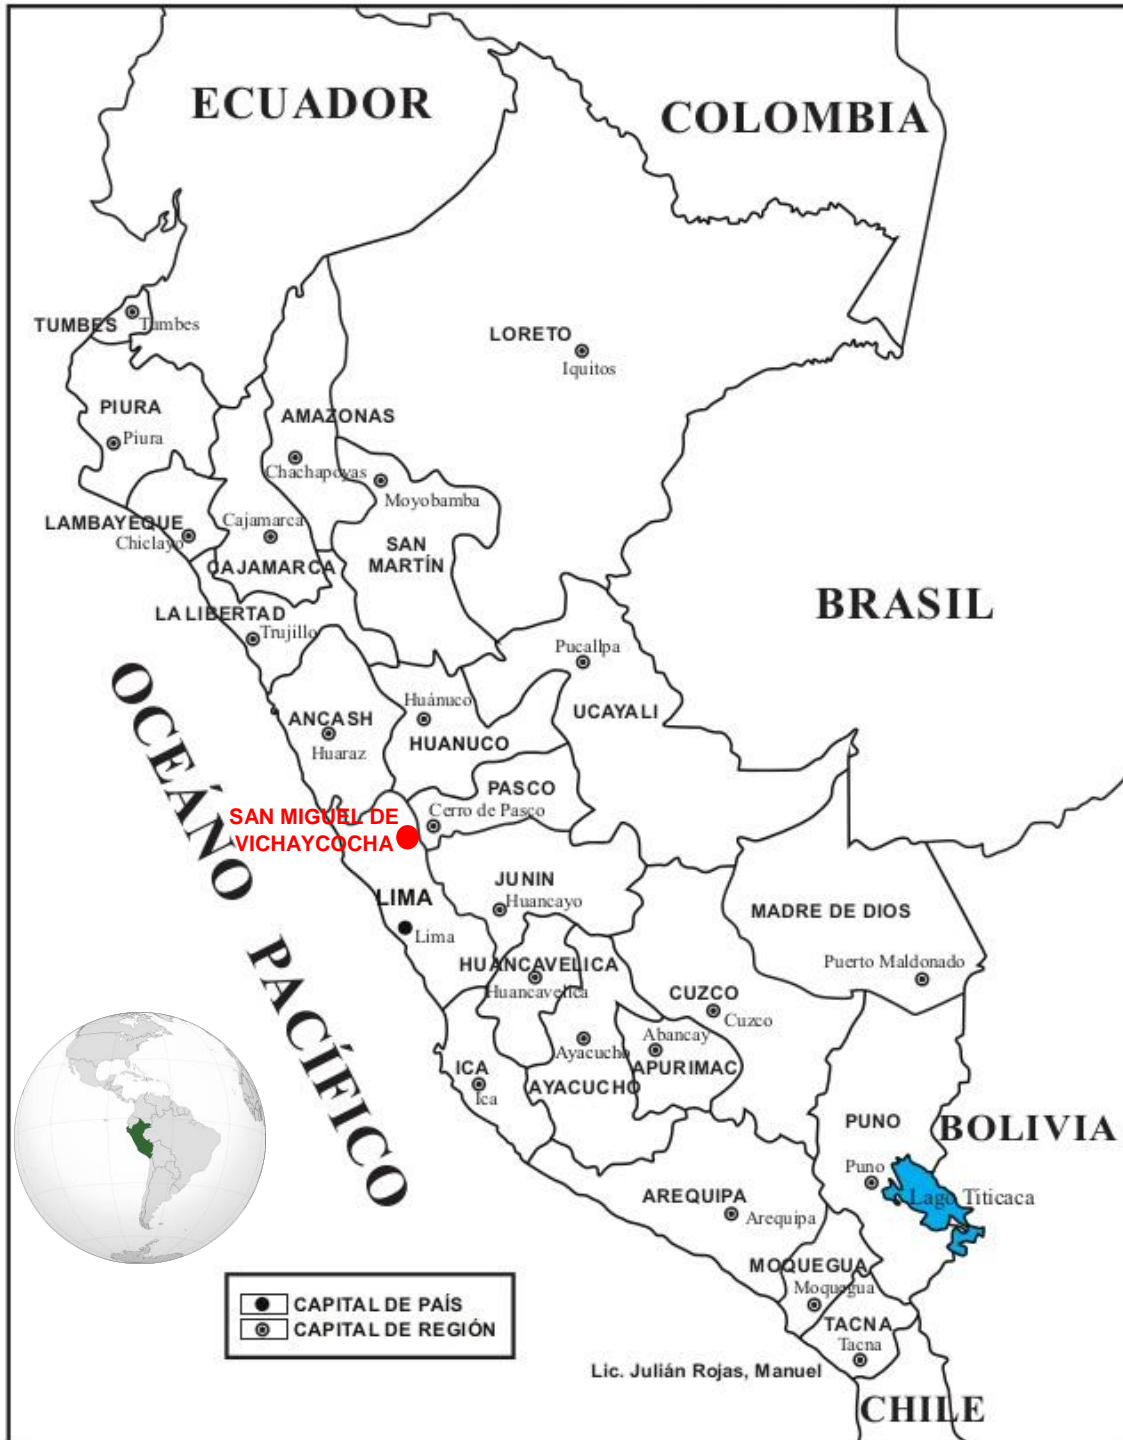 ECUADOR
COLOMBIA
TUMBES
Tumbes
LORETO
Iquitos
PIURA
Piura
AMAZONAS
Chachapoyas
Moyobamba
LAMBAYEQUE
Chiclayo
Cajamarca
CAJAMARCA
SAN
MARTÍN
BRASIL
LA LIBERTAD
Trujillo
Pucallpa
UCAYALI
OCEÁNO PACÍFICO
ANCASH
Huaraz
Huánuco
HUANUCO
PASCO
Cerro de Pasco
SAN MIGUEL DE
VICHAYCOCHA
JUNIN
Huancayo
LIMA
Lima
MADRE DE DIOS
Puerto Maldonado
HUANCAVELICA
Huancavelica
CUZCO
Cuzco
Ayacucho
AYACUCHO
Abancay
APURIMAC
ICA
Ica
PUNO
Puno
BOLIVIA
Lago Titicaca
AREQUIPA
Arequipa
MOQUEGUA
Moquegua
TACNA
Tacna
CAPITAL DE PAÍS
CAPITAL DE REGIÓN
Lic. Julián Rojas, Manuel
CHILE